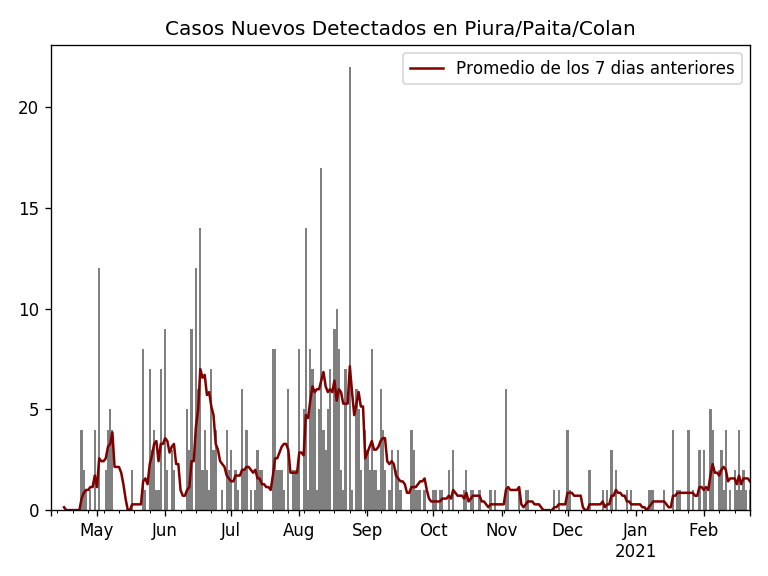 Casos Nuevos Detectados en Piura/Paita/Colan
Promedio de los 7 dias anteriores
20
15
10
5
0
May Jun Jul Aug Sep Oct Nov Dec Jan Feb
2021